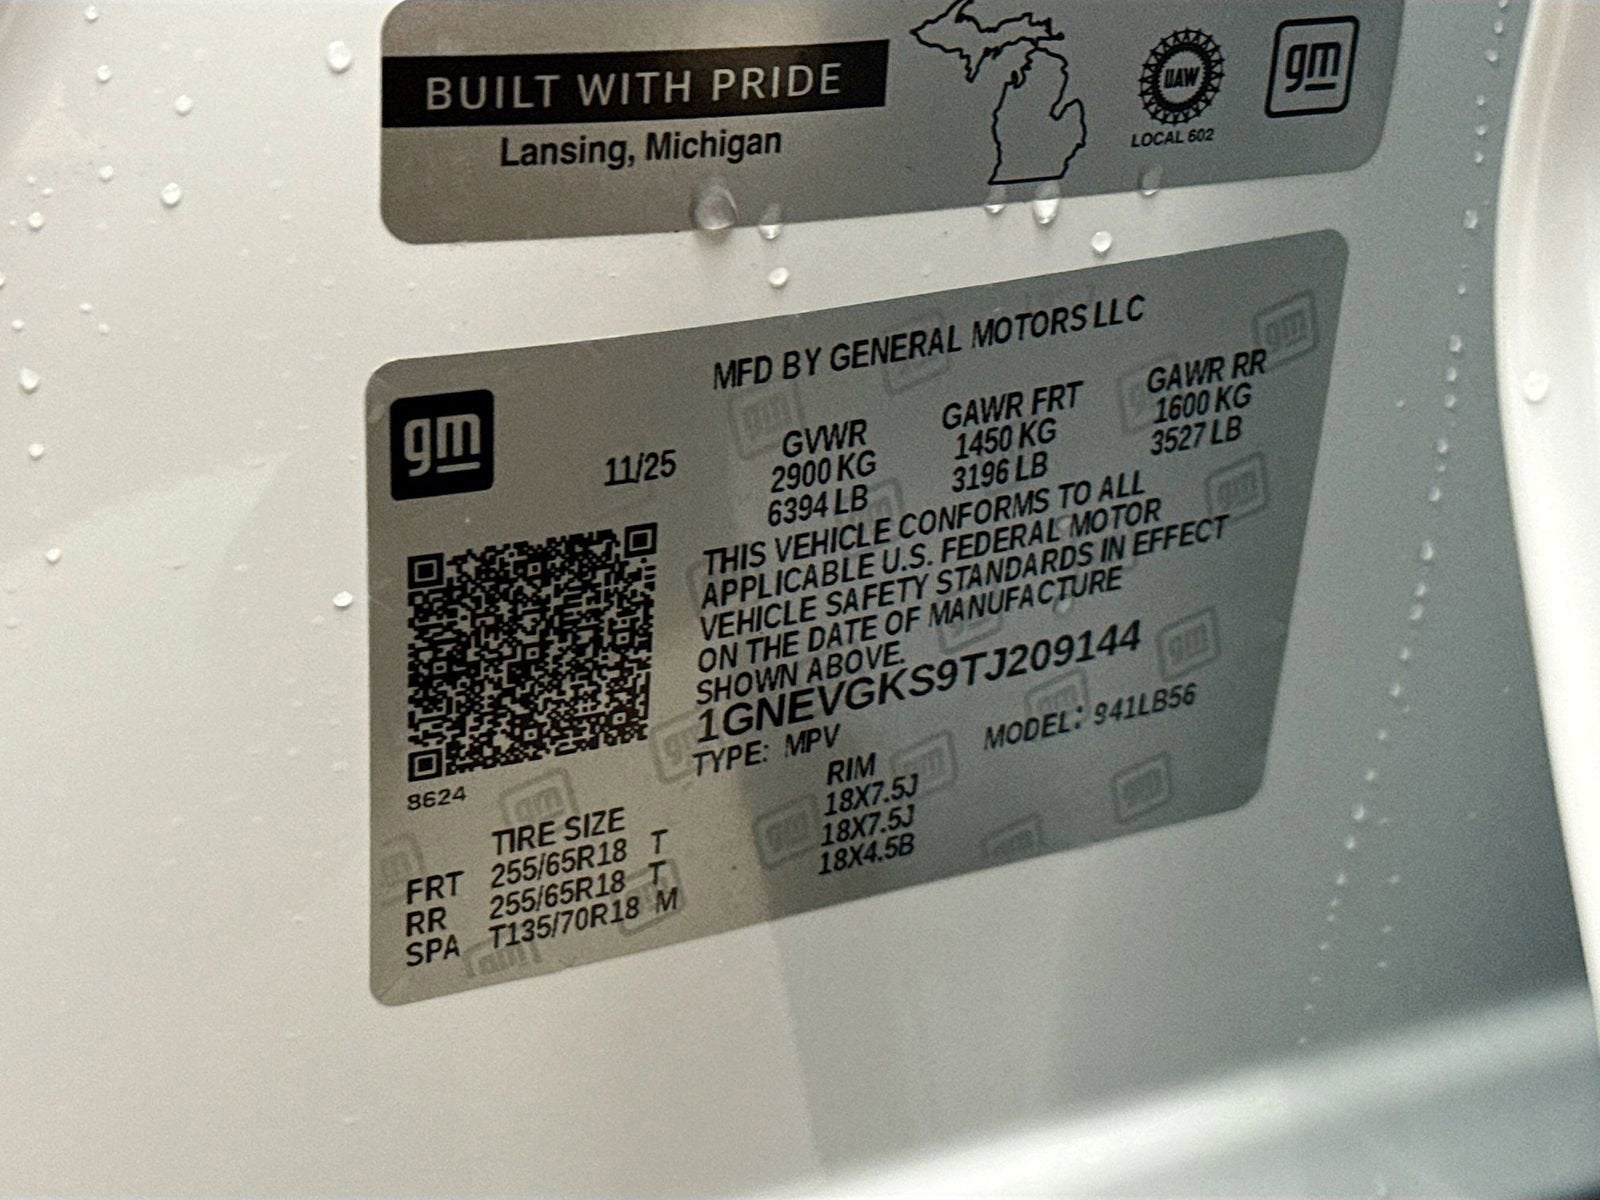 BUILT WITH PRIDE
Lansing, Michigan
UAW
LOCAL 602
gm
MFD BY GENERAL MOTORS LLC
gm
11/25
GVWR GAWR FRT GAWR RR
2900 KG 1450 KG 1600 KG
6394 LB 3196 LB 3527 LB
THIS VEHICLE CONFORMS TO ALL
APPLICABLE U.S. FEDERAL MOTOR
VEHICLE SAFETY STANDARDS IN EFFECT
ON THE DATE OF MANUFACTURE
SHOWN ABOVE.
1GNEVGKS9TJ209144
TYPE: MPV MODEL: 941LB56
8624
TIRE SIZE RIM
FRT 255/65R18 T 18X7.5J
RR 255/65R18 T 18X7.5J
SPA T135/70R18 M 18X4.5B